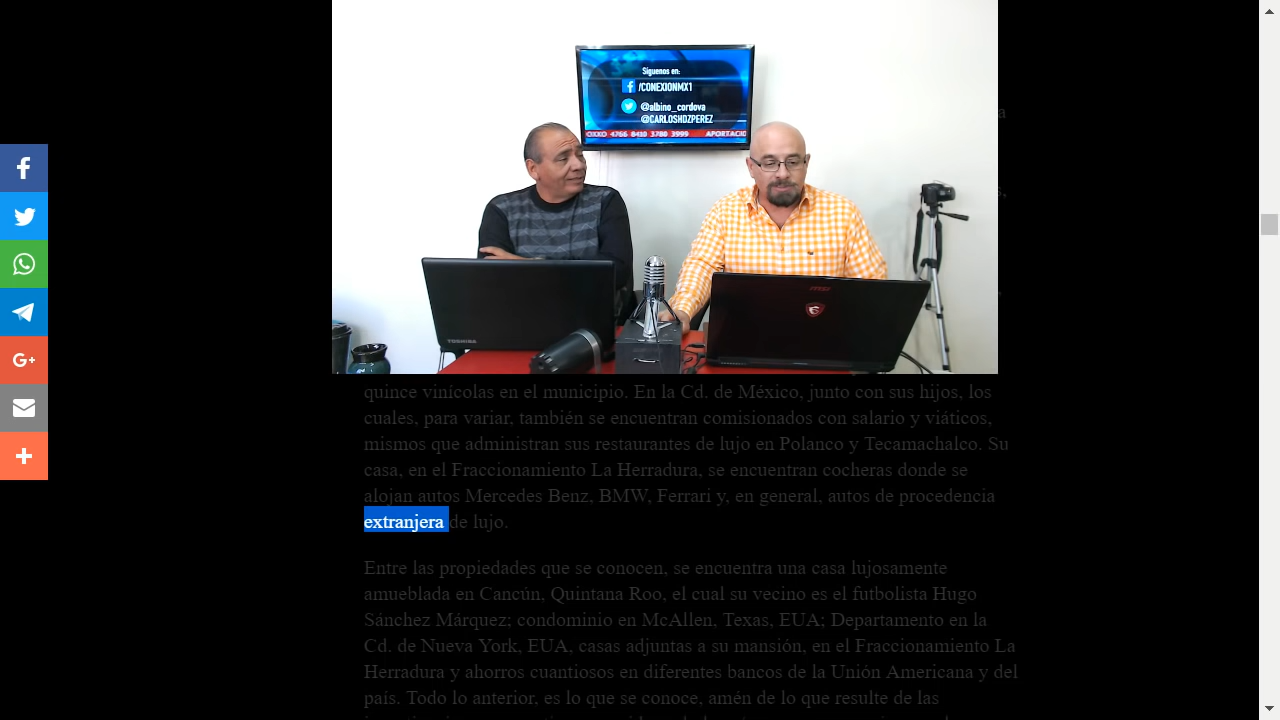 Síguenos en:
/CONEXIONMX1
@albino_cordova
@CARLOSHDZPEREZ
4766 8410 3780 3999 APORTACIO
TOSHIBA
msi
a
s,
quince vinícolas en el municipio. En la Cd. de México, junto con sus hijos, los
cuales, para variar, también se encuentran comisionados con salario y viáticos,
mismos que administran sus restaurantes de lujo en Polanco y Tecamachalco. Su
casa, en el Fraccionamiento La Herradura, se encuentran cocheras donde se
alojan autos Mercedes Benz, BMW, Ferrari y, en general, autos de procedencia
extranjera de lujo.
Entre las propiedades que se conocen, se encuentra una casa lujosamente
amueblada en Cancún, Quintana Roo, el cual su vecino es el futbolista Hugo
Sánchez Márquez; condominio en McAllen, Texas, EUA; Departamento en la
Cd. de Nueva York, EUA, casas adjuntas a su mansión, en el Fraccionamiento La
Herradura y ahorros cuantiosos en diferentes bancos de la Unión Americana y del
país. Todo lo anterior, es lo que se conoce, amén de lo que resulte de las